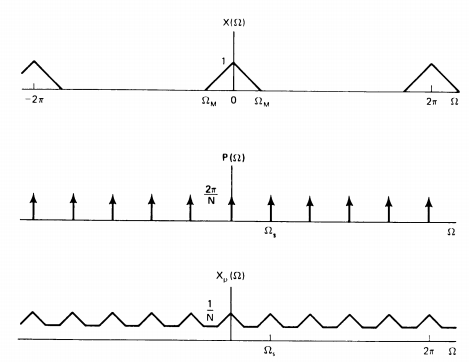 X(Ω)
1
−2π Ω_M 0 Ω_M 2π Ω
P(Ω)
2π/N
Ω_s Ω
X_p(Ω)
1/N
Ω_s 2π Ω